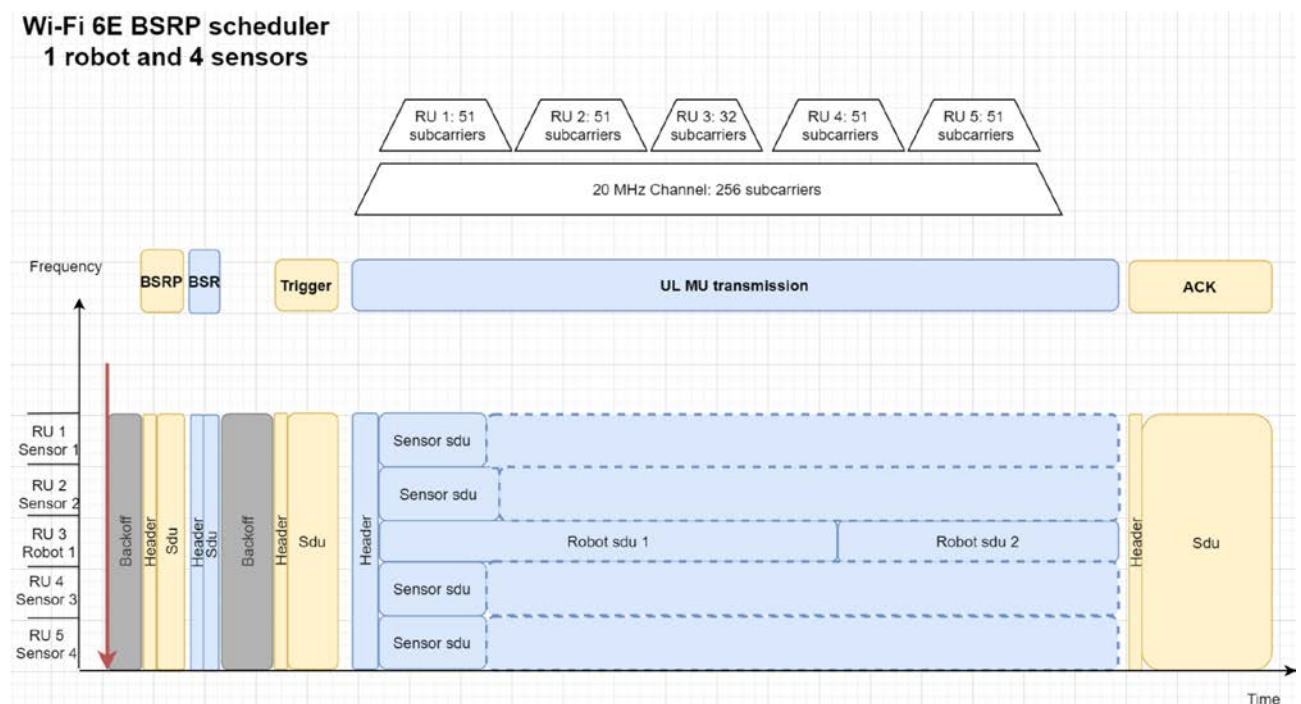 Wi-Fi 6E BSRP scheduler
1 robot and 4 sensors
RU 1: 51
subcarriers
RU 2: 51
subcarriers
RU 3: 32
subcarriers
RU 4: 51
subcarriers
RU 5: 51
subcarriers
20 MHz Channel: 256 subcarriers
Frequency
BSRP
BSR
Trigger
UL MU transmission
ACK
RU 1
Sensor 1
RU 2
Sensor 2
RU 3
Robot 1
RU 4
Sensor 3
RU 5
Sensor 4
Backoff
Header
Sdu
Header
Sdu
Backoff
Header
Sdu
Header
Sensor sdu
Sensor sdu
Robot sdu 1
Robot sdu 2
Sensor sdu
Sensor sdu
Header
Sdu
Time